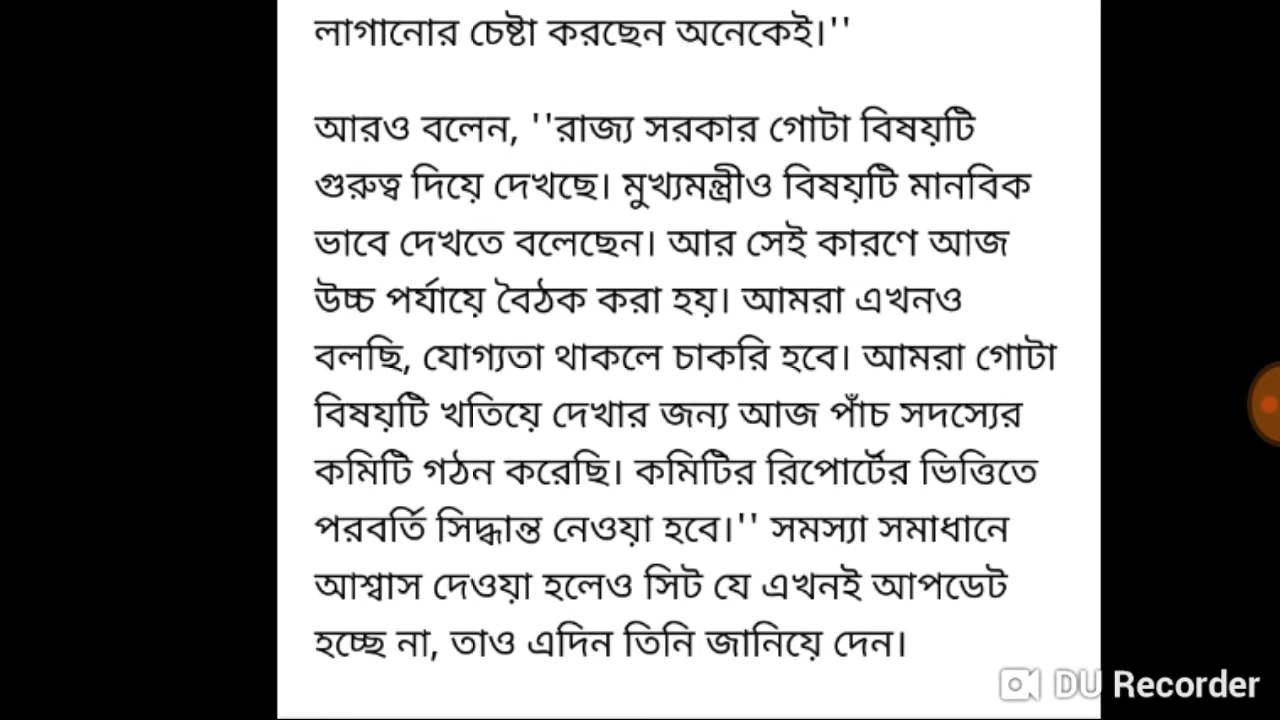 লাগানোর চেষ্টা করছেন অনেকেই।''
আরও বলেন, ''রাজ্য সরকার গোটা বিষয়টি
গুরুত্ব দিয়ে দেখছে। মুখ্যমন্ত্রীও বিষয়টি মানবিক
ভাবে দেখতে বলেছেন। আর সেই কারণে আজ
উচ্চ পর্যায়ে বৈঠক করা হয়। আমরা এখনও
বলছি, যোগ্যতা থাকলে চাকরি হবে। আমরা গোটা
বিষয়টি খতিয়ে দেখার জন্য আজ পাঁচ সদস্যের
কমিটি গঠন করেছি। কমিটির রিপোর্টের ভিত্তিতে
পরবর্তি সিদ্ধান্ত নেওয়া হবে।'' সমস্যা সমাধানে
আশ্বাস দেওয়া হলেও সিট যে এখনই আপডেট
হচ্ছে না, তাও এদিন তিনি জানিয়ে দেন।
DU Recorder